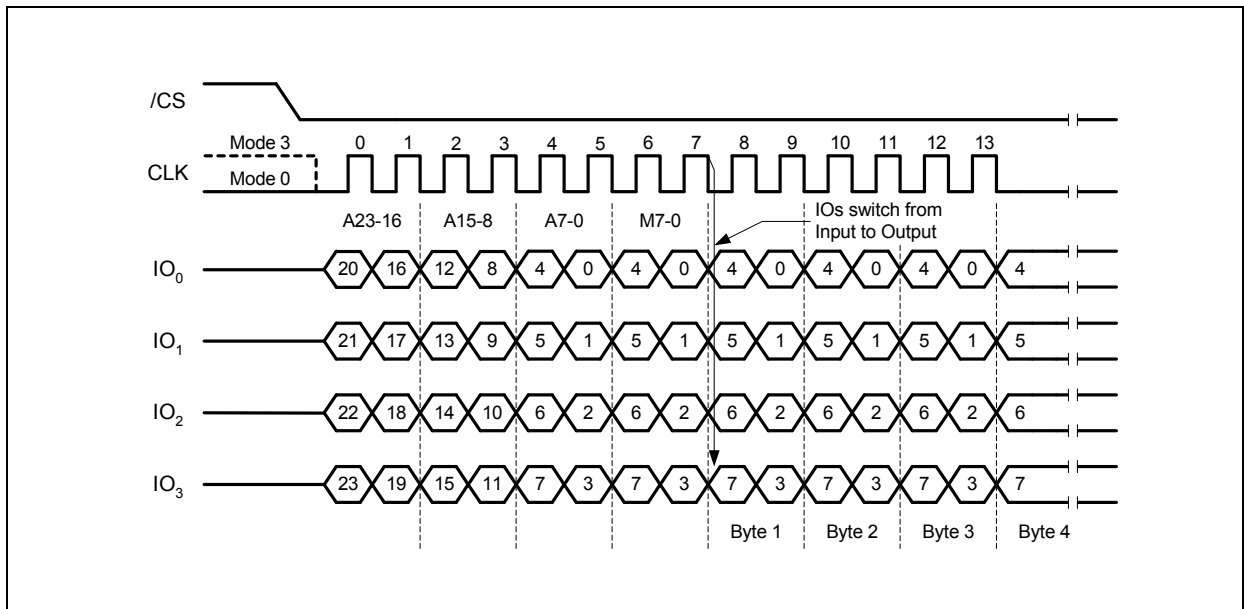 /CS
Mode 3 0 1 2 3 4 5 6 7 8 9 10 11 12 13
CLK
Mode 0
A23-16 A15-8 A7-0 M7-0
IOs switch from
Input to Output
IO0 20 16 12 8 4 0 4 0 4 0 4 0 4 0 4
IO1 21 17 13 9 5 1 5 1 5 1 5 1 5 1 5
IO2 22 18 14 10 6 2 6 2 6 2 6 2 6 2 6
IO3 23 19 15 11 7 3 7 3 7 3 7 3 7 3 7
Byte 1 Byte 2 Byte 3 Byte 4